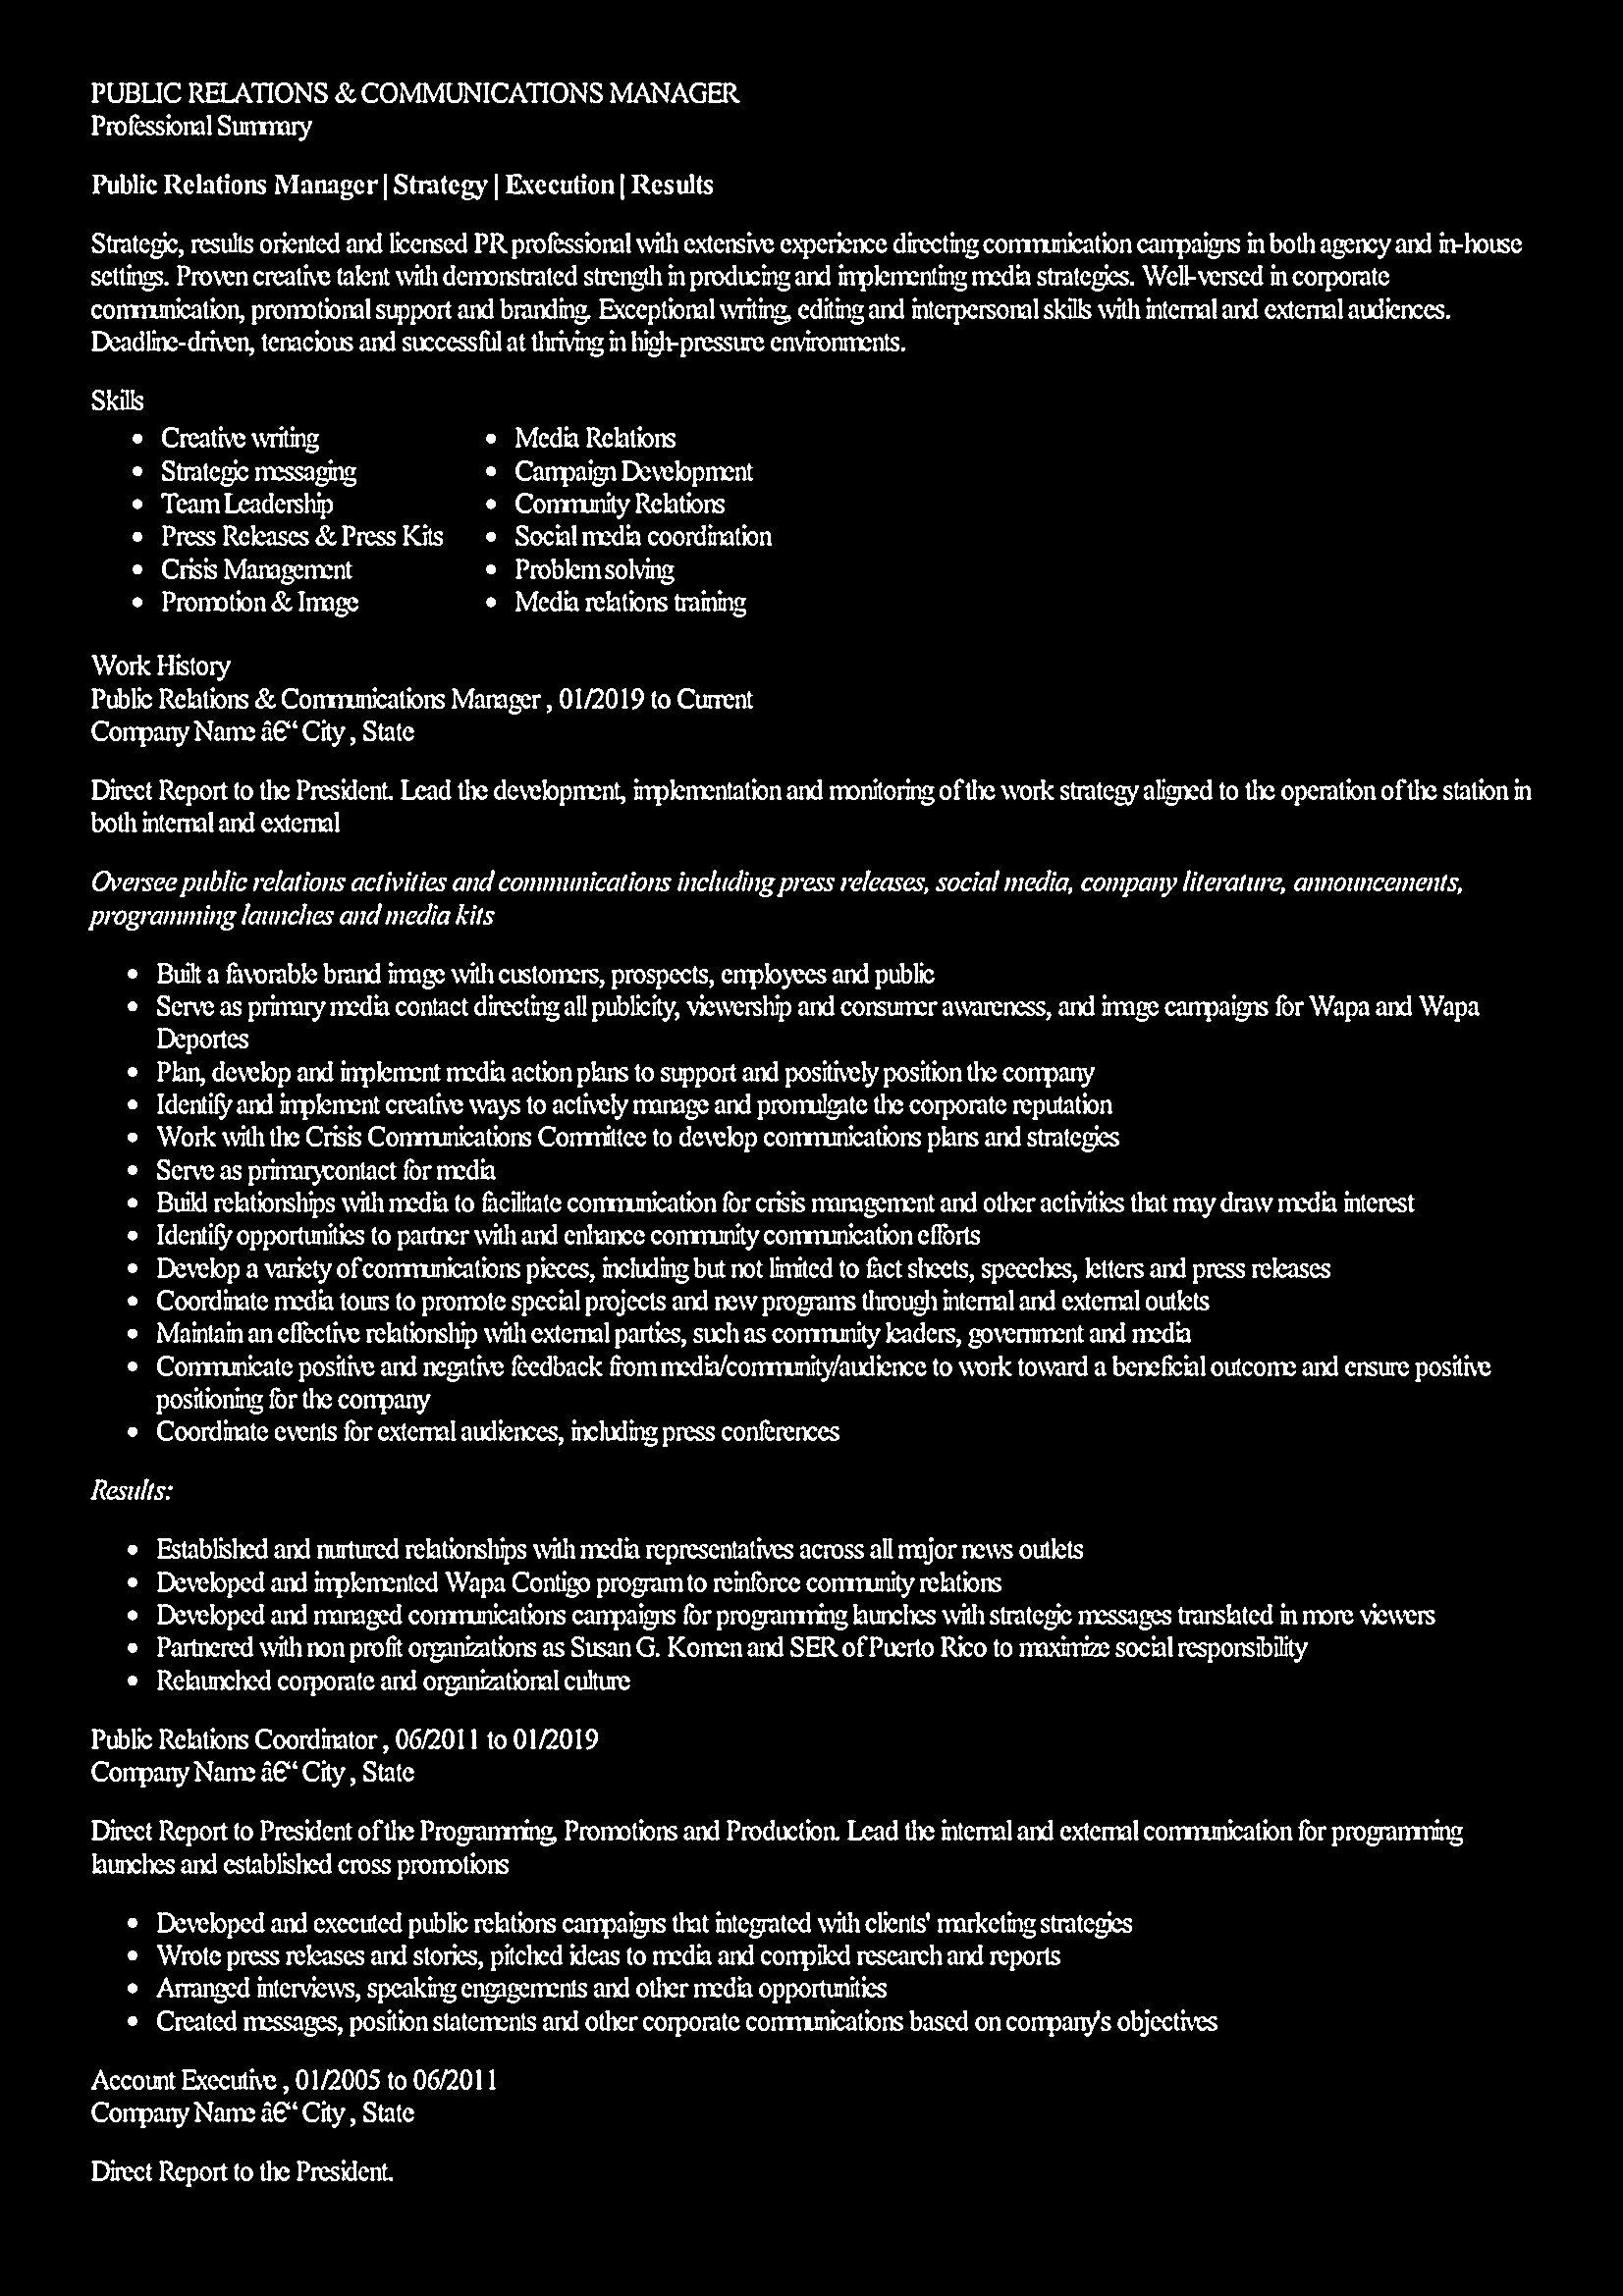 PUBLIC RELATIONS & COMMUNICATIONS MANAGER
Professional Summary
Public Relations Manager | Strategy | Execution | Results
Strategic, results oriented and licensed PR professional with extensive experience directing communication campaigns in both agency and in-house
settings. Proven creative talent with demonstrated strength in producing and implementing media strategies. Well-versed in corporate
communication, promotional support and branding. Exceptional writing, editing and interpersonal skills with internal and external audiences.
Deadline-driven, tenacious and successful at thriving in high-pressure environments.
Skills
• Creative writing
• Strategic messaging
• Team Leadership
• Press Releases & Press Kits
• Crisis Management
• Promotion & Image
• Media Relations
• Campaign Development
• Community Relations
• Social media coordination
• Problem solving
• Media relations training
Work History
Public Relations & Communications Manager , 01/2019 to Current
Company Name â€“ City , State
Direct Report to the President. Lead the development, implementation and monitoring of the work strategy aligned to the operation of the station in
both internal and external
Oversee public relations activities and communications including press releases, social media, company literature, announcements,
programming launches and media kits
• Built a favorable brand image with customers, prospects, employees and public
• Serve as primary media contact directing all publicity, viewership and consumer awareness, and image campaigns for Wapa and Wapa
Deportes
• Plan, develop and implement media action plans to support and positively position the company
• Identify and implement creative ways to actively manage and promulgate the corporate reputation
• Work with the Crisis Communications Committee to develop communications plans and strategies
• Serve as primarycontact for media
• Build relationships with media to facilitate communication for crisis management and other activities that may draw media interest
• Identify opportunities to partner with and enhance community communication efforts
• Develop a variety of communications pieces, including but not limited to fact sheets, speeches, letters and press releases
• Coordinate media tours to promote special projects and new programs through internal and external outlets
• Maintain an effective relationship with external parties, such as community leaders, government and media
• Communicate positive and negative feedback from media/community/audience to work toward a beneficial outcome and ensure positive
positioning for the company
• Coordinate events for external audiences, including press conferences
Results:
• Established and nurtured relationships with media representatives across all major news outlets
• Developed and implemented Wapa Contigo program to reinforce community relations
• Developed and managed communications campaigns for programming launches with strategic messages translated in more viewers
• Partnered with non profit organizations as Susan G. Komen and SER of Puerto Rico to maximize social responsibility
• Relaunched corporate and organizational culture
Public Relations Coordinator , 06/2011 to 01/2019
Company Name â€“ City , State
Direct Report to President of the Programming, Promotions and Production. Lead the internal and external communication for programming
launches and established cross promotions
• Developed and executed public relations campaigns that integrated with clients' marketing strategies
• Wrote press releases and stories, pitched ideas to media and compiled research and reports
• Arranged interviews, speaking engagements and other media opportunities
• Created messages, position statements and other corporate communications based on company's objectives
Account Executive , 01/2005 to 06/2011
Company Name â€“ City , State
Direct Report to the President.